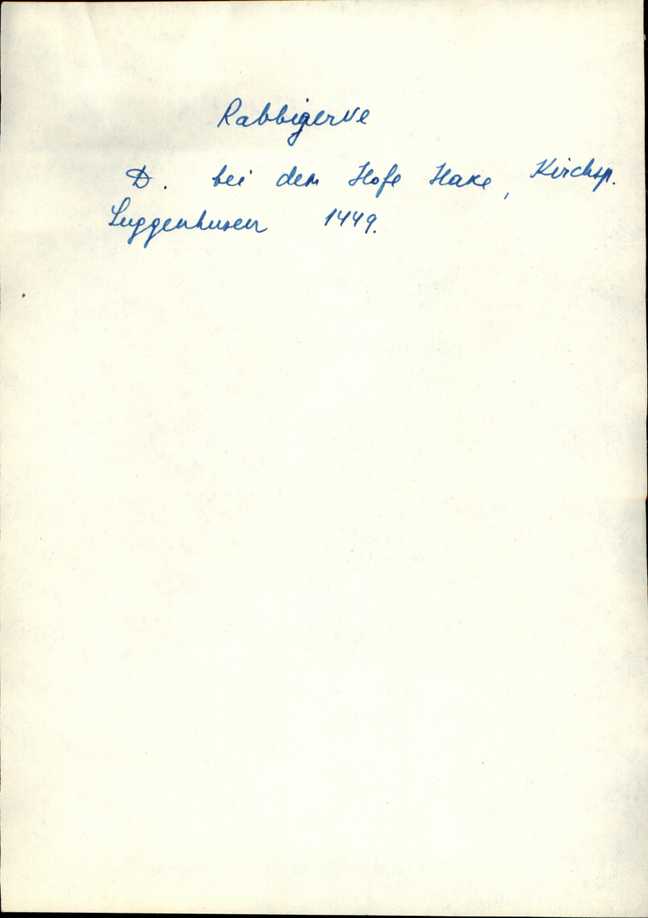 Rabbigerve
D. bei dem Hofe Hake, Kirchsp.
Luggenhusen 1449.